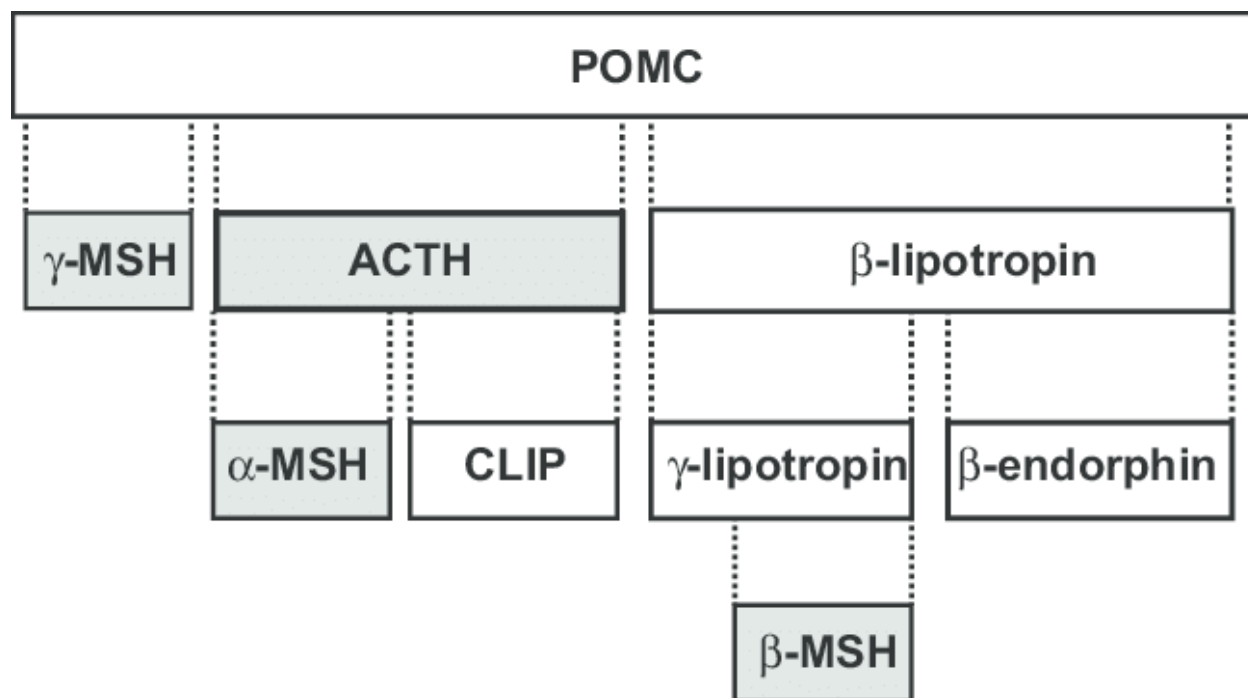 POMC
γ-MSH
ACTH
β-lipotropin
α-MSH
CLIP
γ-lipotropin
β-endorphin
β-MSH